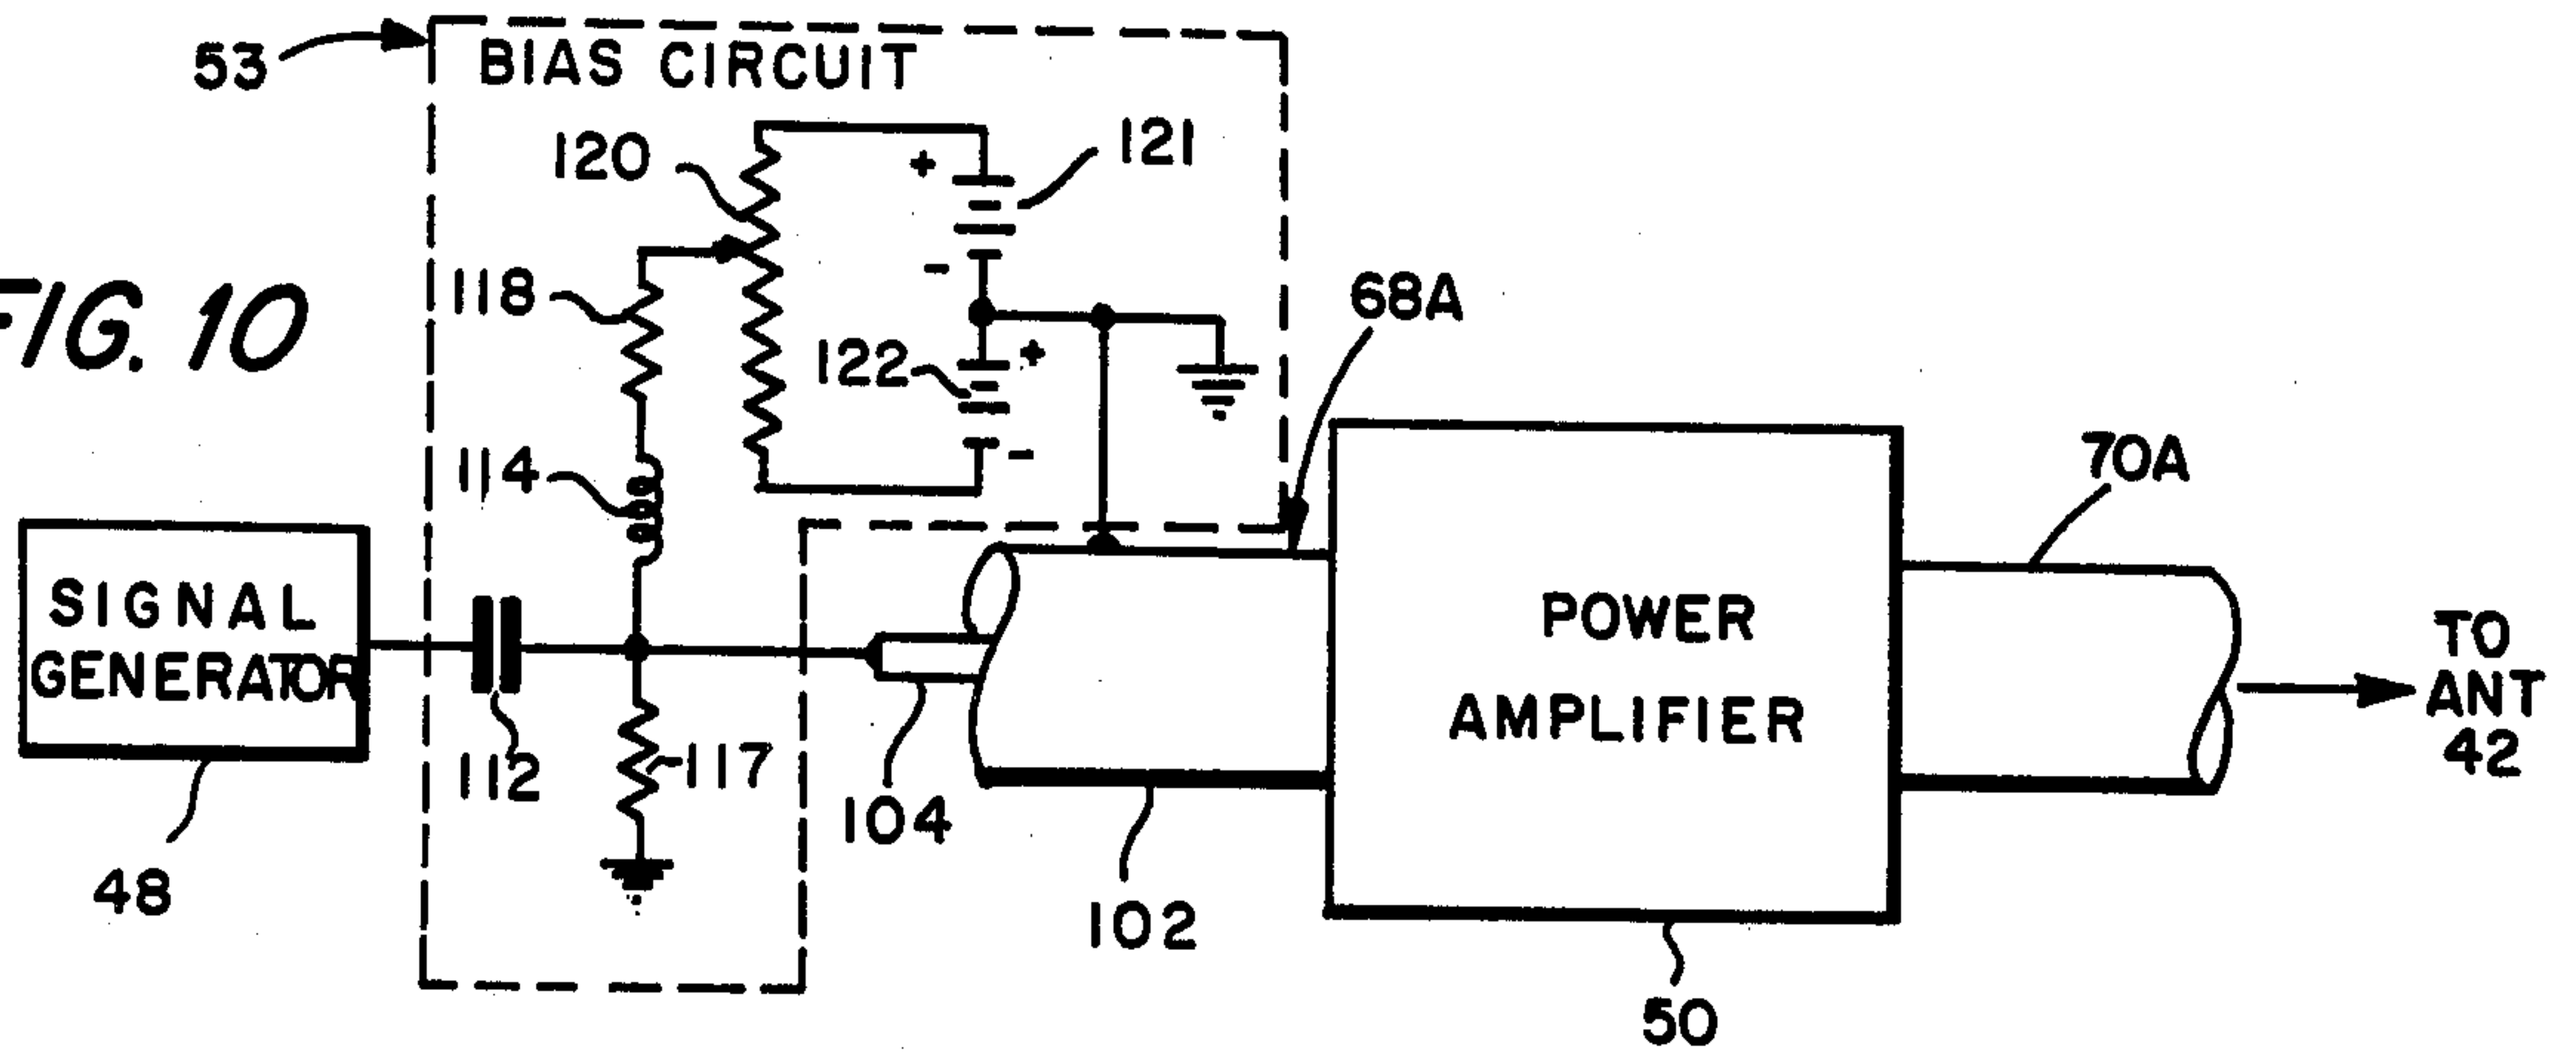 53
BIAS CIRCUIT
120
+
121
FIG. 10
118
-
122
+
68A
114
-
70A
SIGNAL
GENERATOR
POWER
AMPLIFIER
TO
ANT
42
112
117
104
48
102
50